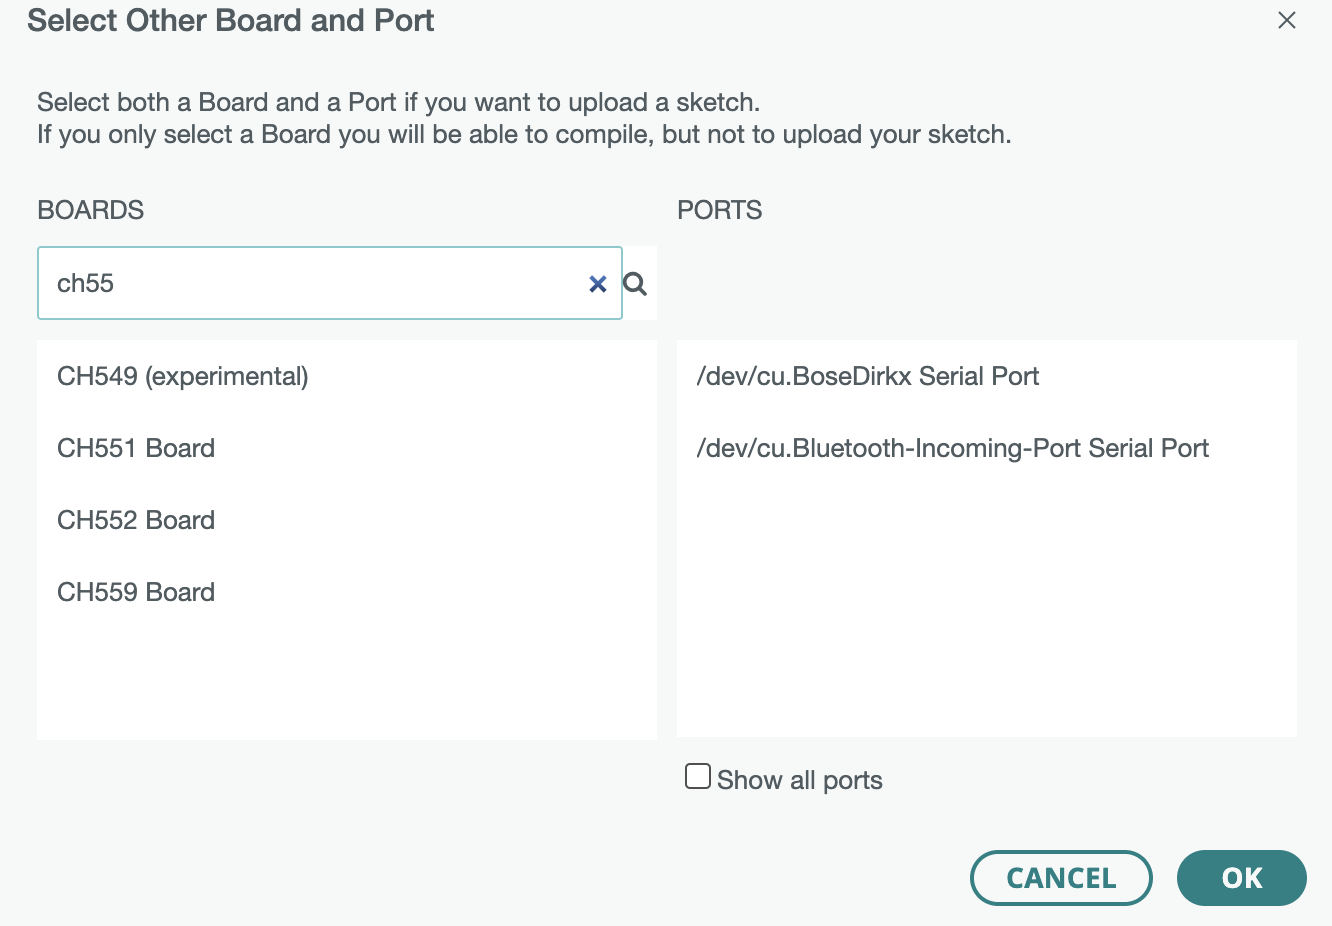 Select Other Board and Port
Select both a Board and a Port if you want to upload a sketch.
If you only select a Board you will be able to compile, but not to upload your sketch.
BOARDS
ch55
CH549 (experimental)
CH551 Board
CH552 Board
CH559 Board
PORTS
/dev/cu.BoseDirkx Serial Port
/dev/cu.Bluetooth-Incoming-Port Serial Port
Show all ports
CANCEL
OK